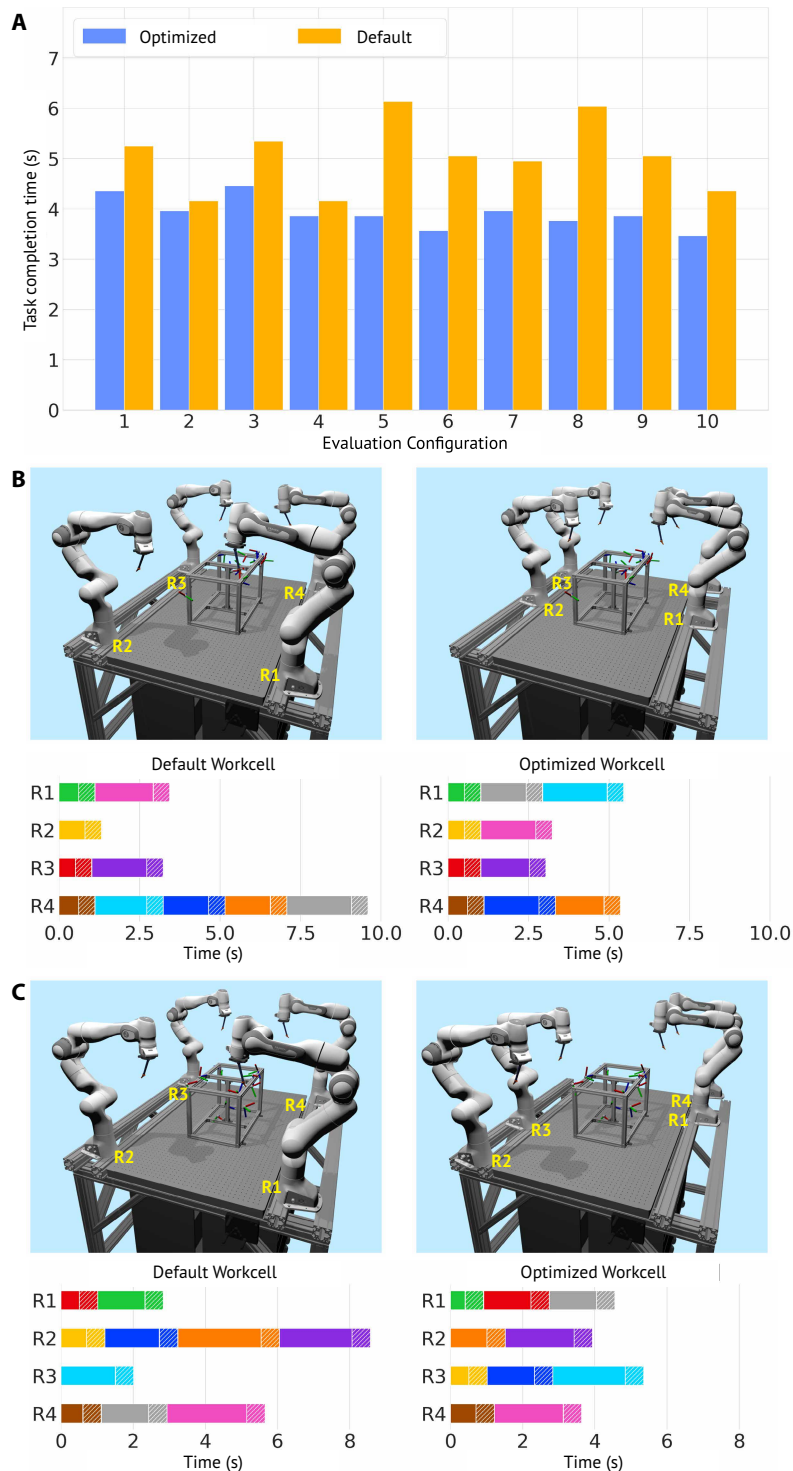 A
Optimized Default
Task completion time (s)
7
6
5
4
3
2
1
0
1 2 3 4 5 6 7 8 9 10
Evaluation Configuration
B
R3
R4
R2
R1
R3
R4
R2
R1
Default Workcell
R1
R2
R3
R4
0.0 2.5 5.0 7.5 10.0
Time (s)
Optimized Workcell
R1
R2
R3
R4
0.0 2.5 5.0 7.5 10.0
Time (s)
C
R3
R4
R2
R1
R4
R1
R3
R2
Default Workcell
R1
R2
R3
R4
0 2 4 6 8
Time (s)
Optimized Workcell
R1
R2
R3
R4
0 2 4 6 8
Time (s)